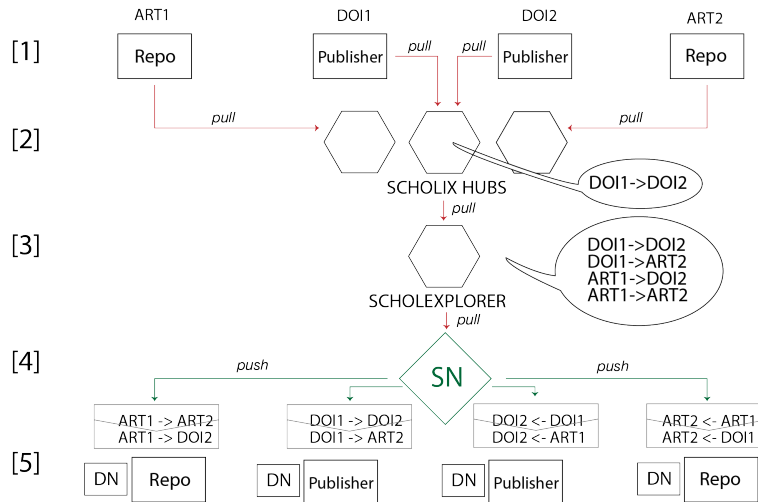 ART1 DOI1 DOI2 ART2
[1] Repo Publisher pull pull Publisher Repo
pull pull
[2]
DOI1->DOI2
SCHOLIX HUBS
pull
[3]
DOI1->DOI2
DOI1->ART2
ART1->DOI2
ART1->ART2
SCHOLEXPLORER
pull
[4] push SN push
ART1 -> ART2 DOI1 -> DOI2 DOI2 <- DOI1 ART2 <- ART1
ART1 -> DOI2 DOI1 -> ART2 DOI2 <- ART1 ART2 <- DOI1
[5] DN Repo DN Publisher DN Publisher DN Repo